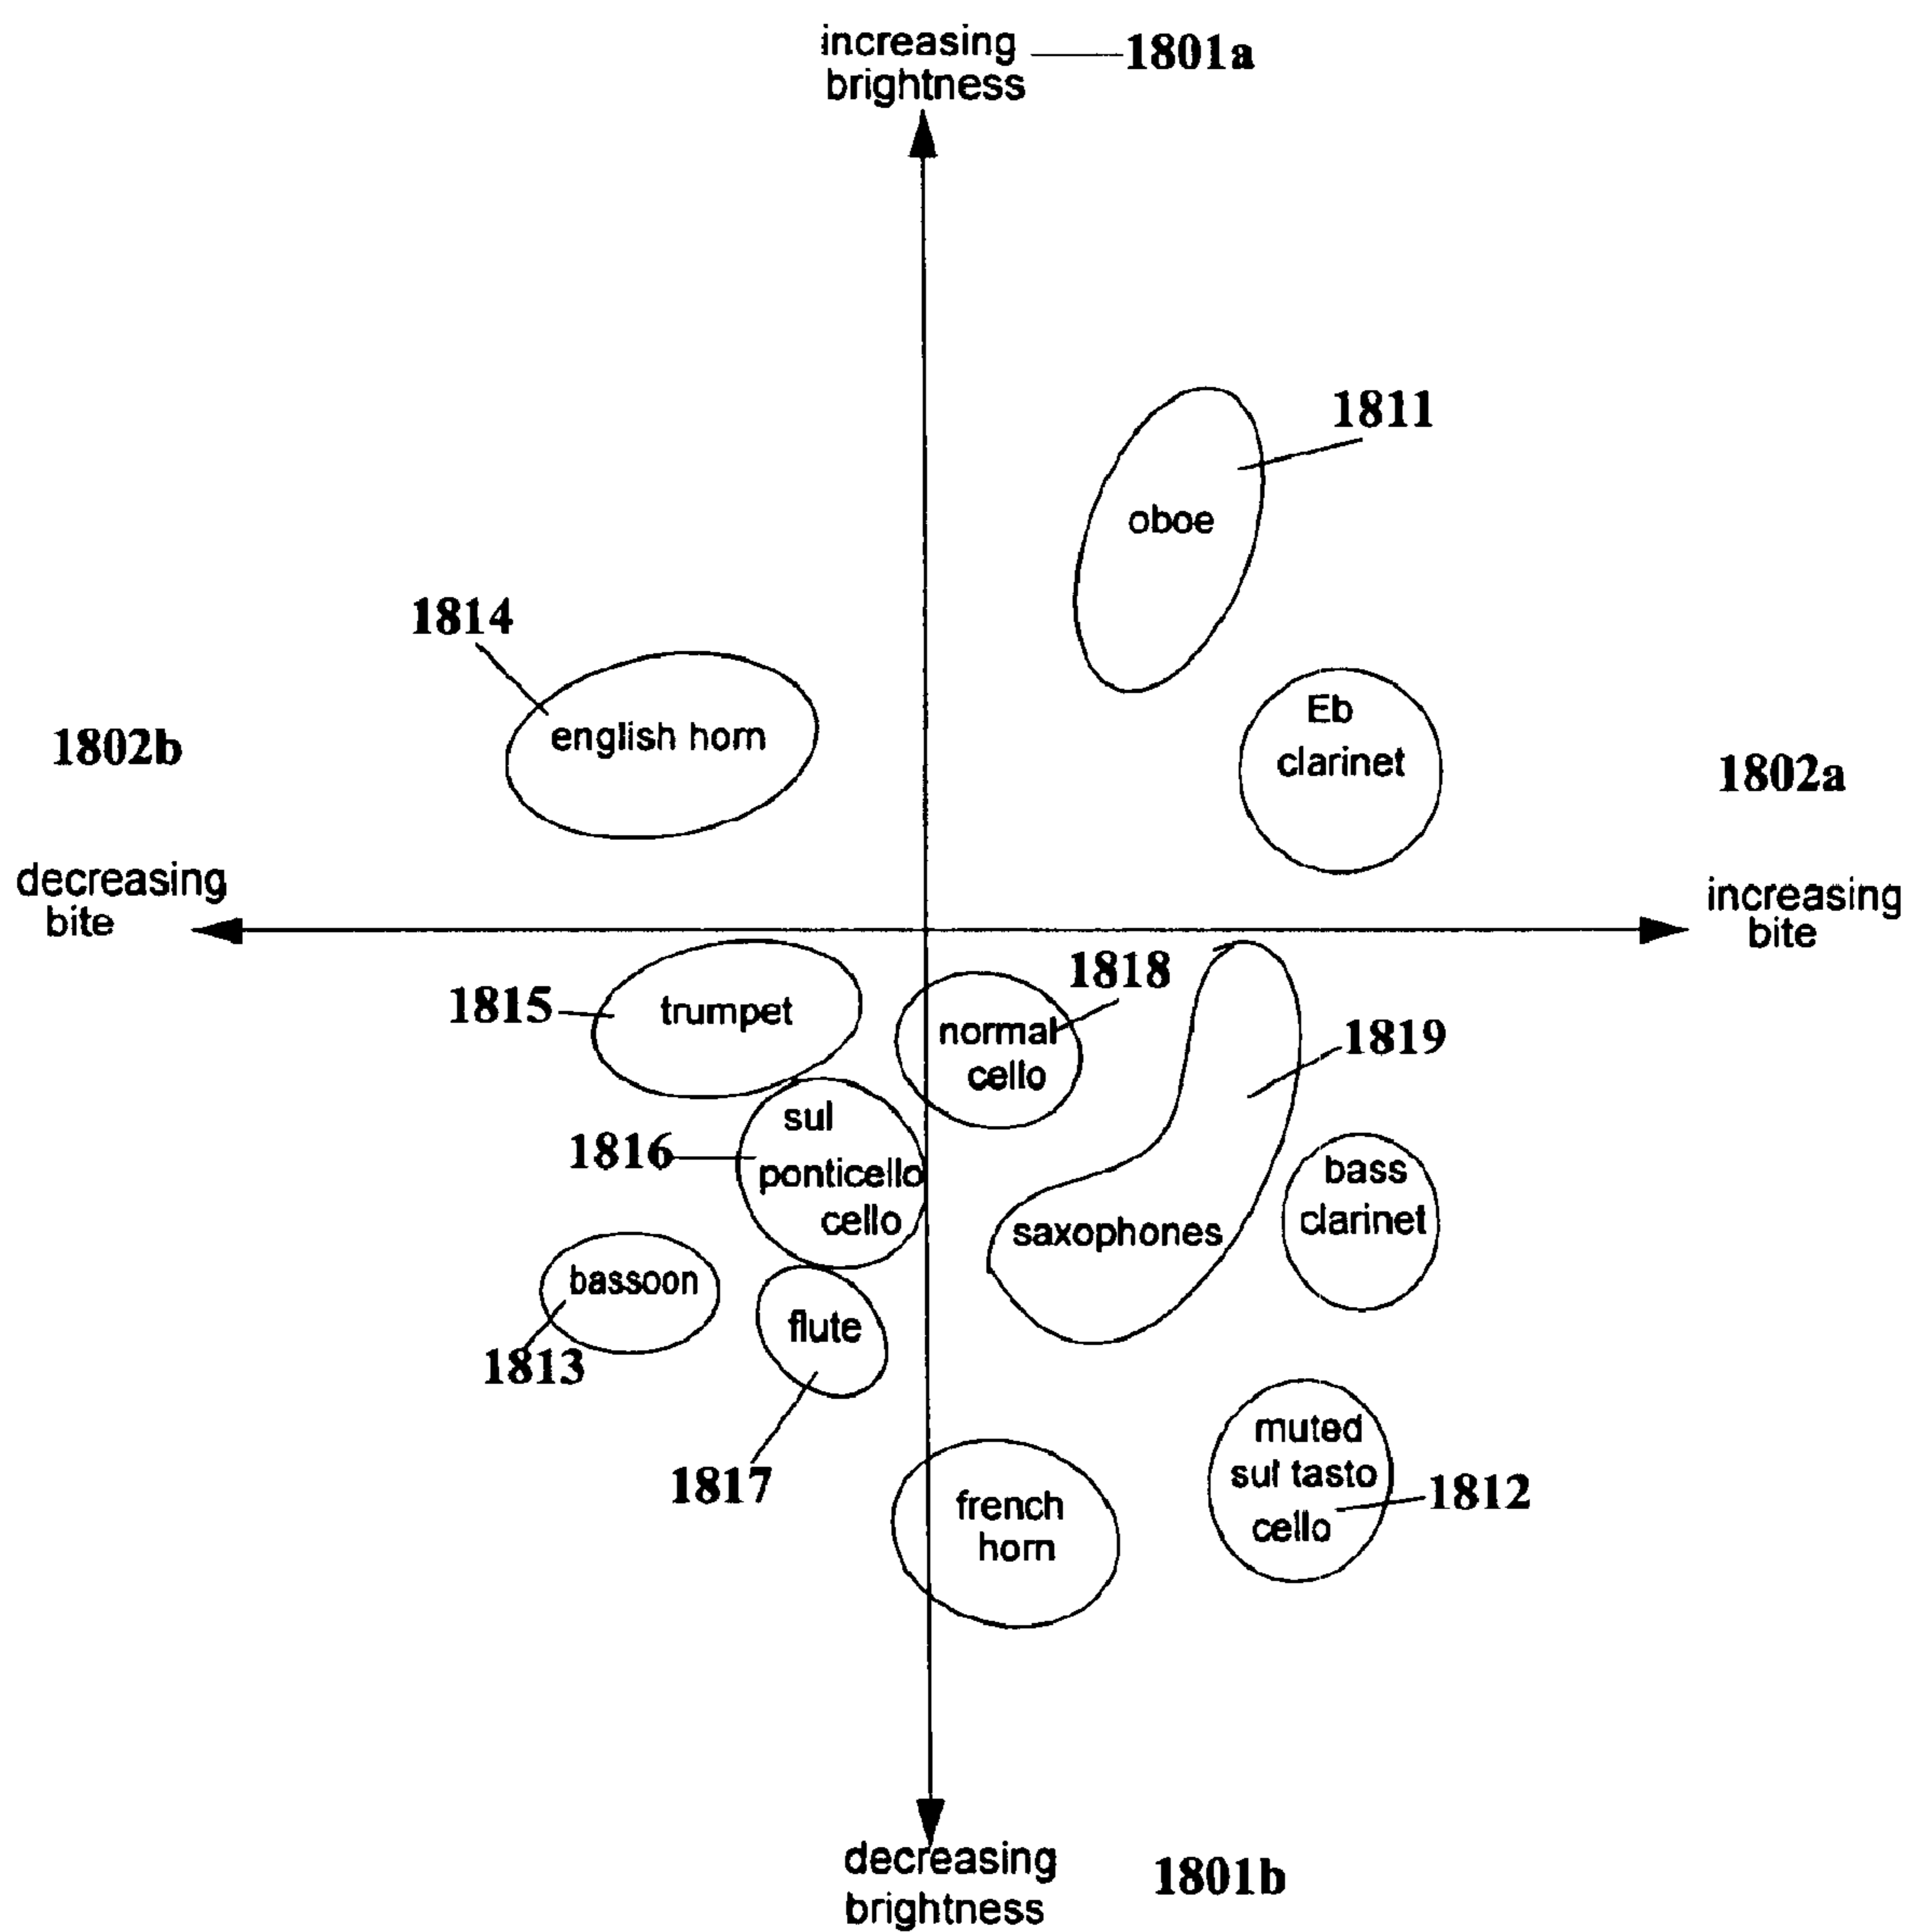 increasing
brightness
1801a
1811
oboe
1814
english horn
Eb
clarinet
1802b
1802a
decreasing
bite
increasing
bite
1818
1815
trumpet
normal
cello
1819
sul
ponticello
cello
1816
bass
clarinet
saxophones
bassoon
1813
flute
1817
muted
sul tasto
cello
1812
french
horn
decreasing
brightness
1801b